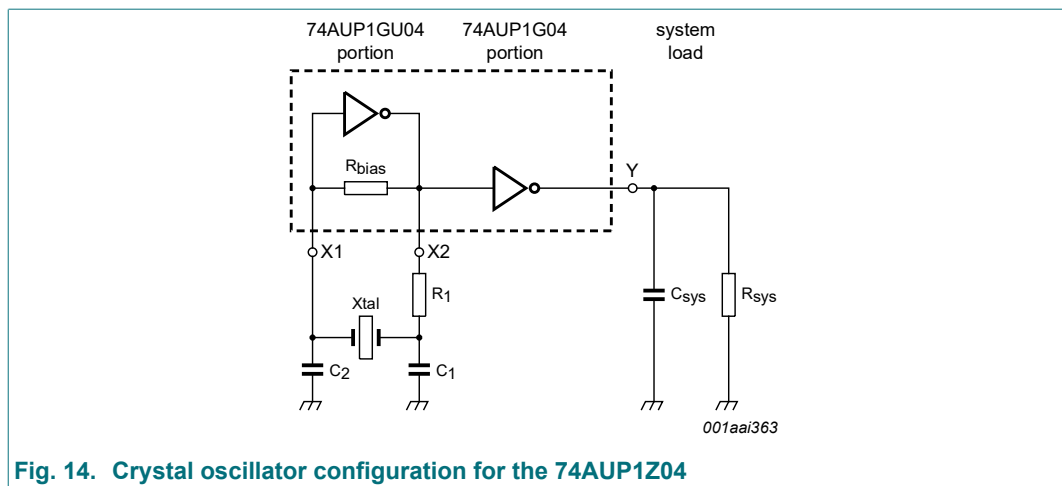 74AUP1GU04 portion
74AUP1G04 portion
system load
Rbias
Y
X1
X2
R1
Xtal
C2
C1
Csys
Rsys
001aai363
Fig. 14. Crystal oscillator configuration for the 74AUP1Z04